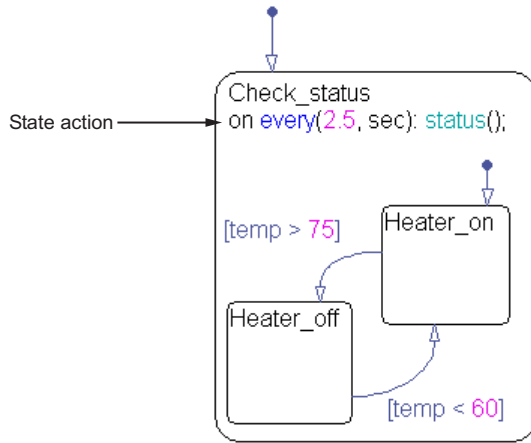 Check_status
State action
on every(2.5, sec): status();
Heater_on
[temp > 75]
Heater_off
[temp < 60]